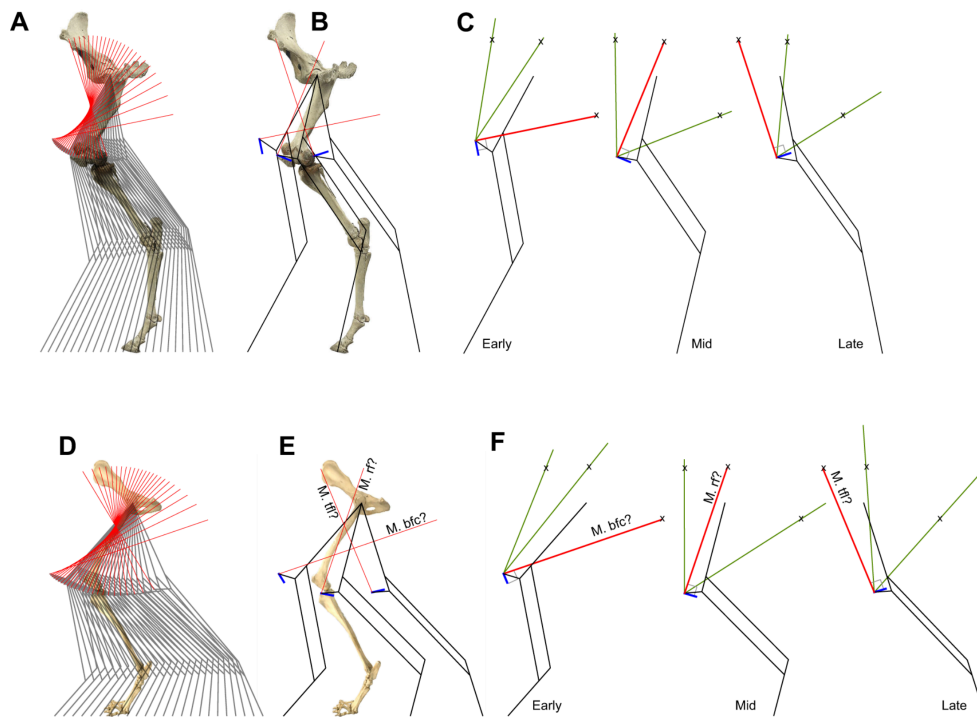 A
B
C
x
x
x
x
x
x
x
x
x
Early
Mid
Late
D
E
F
M. tfl?
M. rf?
M. bfc?
x
x
M. bfc?
x
x
x
M. rf?
x
x
M. tfl?
x
x
Early
Mid
Late